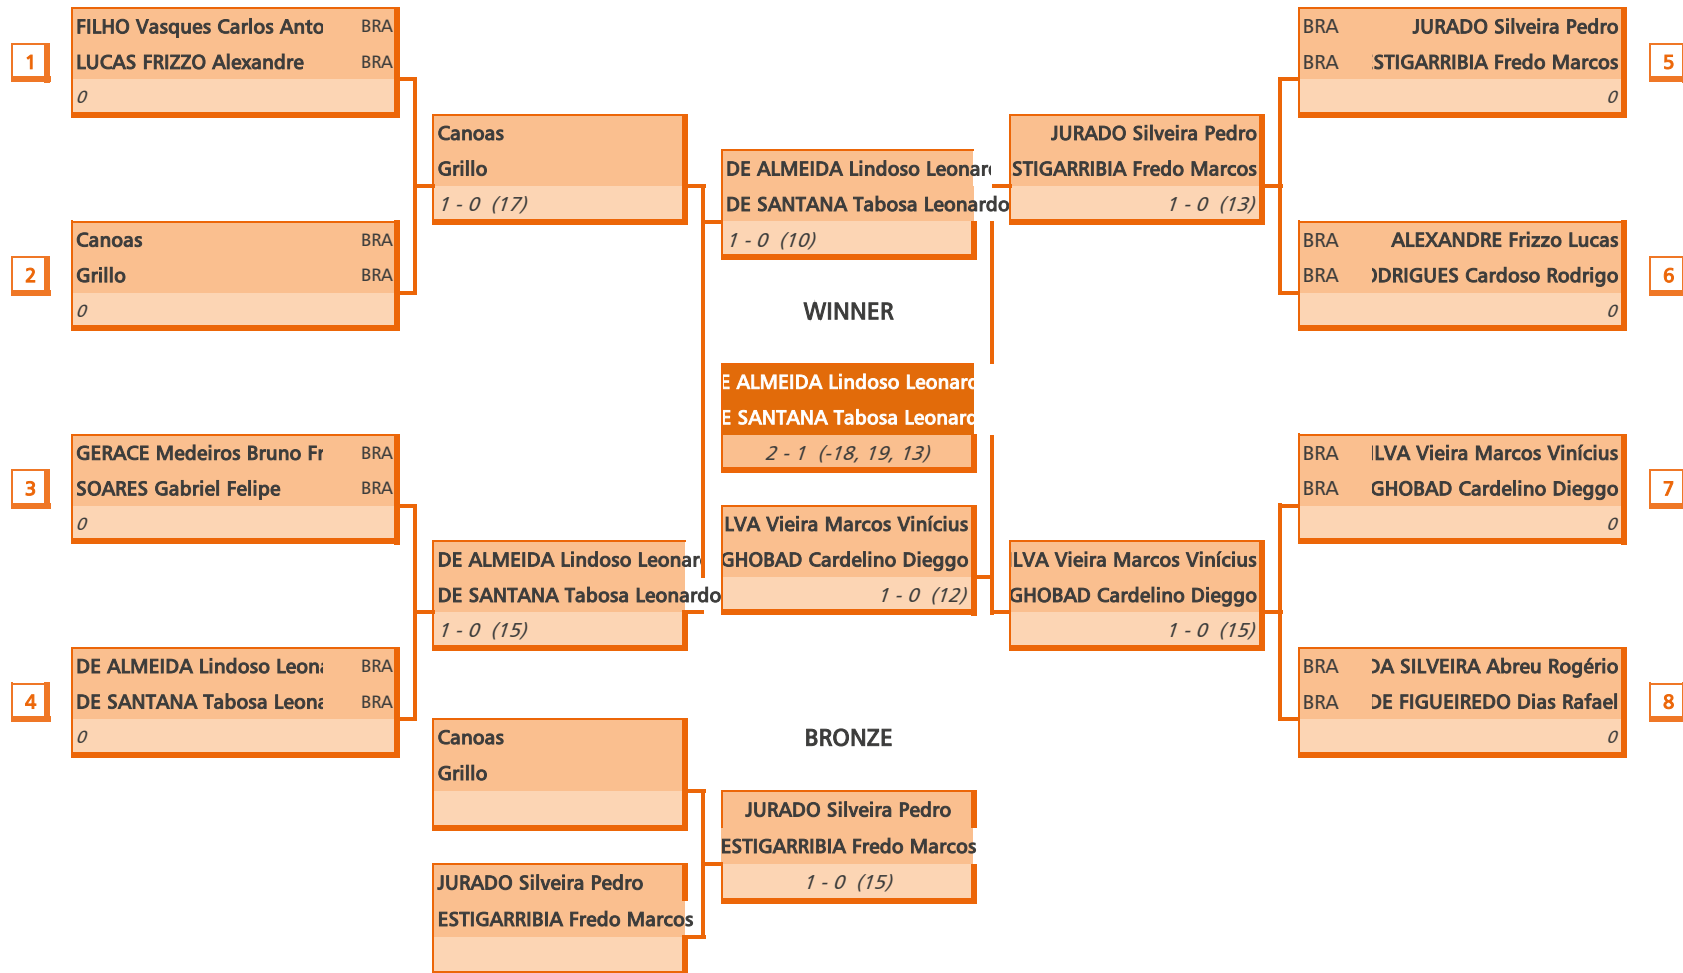 1
FILHO Vasques Carlos Anto BRA
LUCAS FRIZZO Alexandre BRA
0
2
Canoas BRA
Grillo BRA
0
3
GERACE Medeiros Bruno Fr BRA
SOARES Gabriel Felipe BRA
0
4
DE ALMEIDA Lindoso Leona BRA
DE SANTANA Tabosa Leona BRA
0
Canoas
Grillo
1 - 0 (17)
DE ALMEIDA Lindoso Leonar
DE SANTANA Tabosa Leonardo
1 - 0 (15)
DE ALMEIDA Lindoso Leonar
DE SANTANA Tabosa Leonardo
1 - 0 (10)
WINNER
E ALMEIDA Lindoso Leonard
E SANTANA Tabosa Leonard
2 - 1 (-18, 19, 13)
LVA Vieira Marcos Vinícius
GHOBAD Cardelino Dieggo
1 - 0 (12)
JURADO Silveira Pedro
STIGARRIBIA Fredo Marcos
1 - 0 (13)
LVA Vieira Marcos Vinícius
GHOBAD Cardelino Dieggo
1 - 0 (15)
BRA JURADO Silveira Pedro
BRA STIGARRIBIA Fredo Marcos
0
5
BRA ALEXANDRE Frizzo Lucas
BRA ODRIGUES Cardoso Rodrigo
0
6
BRA ILVA Vieira Marcos Vinícius
BRA GHOBAD Cardelino Dieggo
0
7
BRA DA SILVEIRA Abreu Rogério
BRA DE FIGUEIREDO Dias Rafael
0
8
BRONZE
Canoas
Grillo
JURADO Silveira Pedro
ESTIGARRIBIA Fredo Marcos
JURADO Silveira Pedro
ESTIGARRIBIA Fredo Marcos
1 - 0 (15)